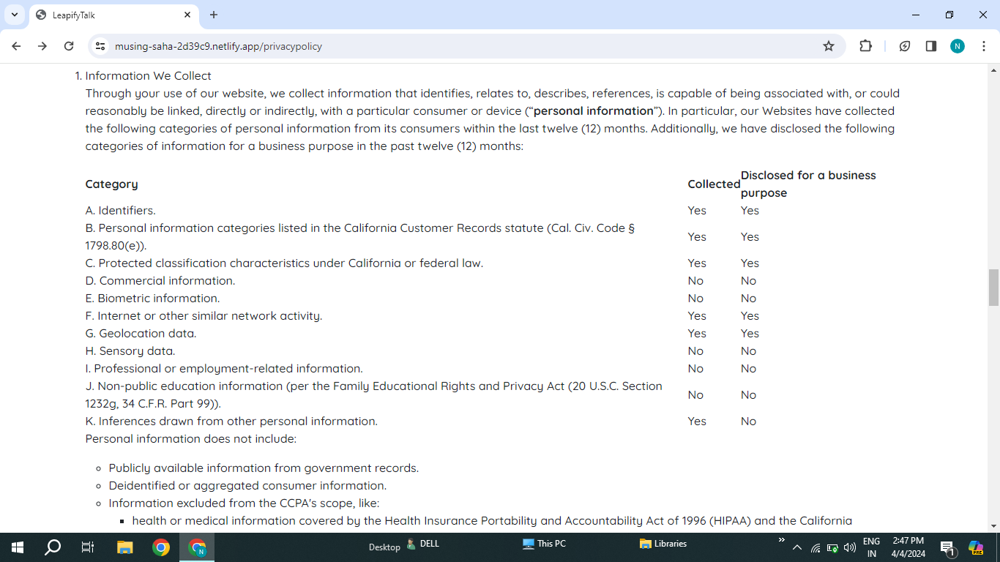 LeapifyTalk
musing-saha-2d39c9.netlify.app/privacypolicy
N
1. Information We Collect
Through your use of our website, we collect information that identifies, relates to, describes, references, is capable of being associated with, or could
reasonably be linked, directly or indirectly, with a particular consumer or device (“personal information”). In particular, our Websites have collected
the following categories of personal information from its consumers within the last twelve (12) months. Additionally, we have disclosed the following
categories of information for a business purpose in the past twelve (12) months:
Category Collected Disclosed for a business
purpose
A. Identifiers. Yes Yes
B. Personal information categories listed in the California Customer Records statute (Cal. Civ. Code §
1798.80(e)). Yes Yes
C. Protected classification characteristics under California or federal law. Yes Yes
D. Commercial information. No No
E. Biometric information. No No
F. Internet or other similar network activity. Yes Yes
G. Geolocation data. Yes Yes
H. Sensory data. No No
I. Professional or employment-related information. No No
J. Non-public education information (per the Family Educational Rights and Privacy Act (20 U.S.C. Section
1232g, 34 C.F.R. Part 99)). No No
K. Inferences drawn from other personal information. Yes No
Personal information does not include:
Publicly available information from government records.
Deidentified or aggregated consumer information.
Information excluded from the CCPA's scope, like:
health or medical information covered by the Health Insurance Portability and Accountability Act of 1996 (HIPAA) and the California
N
Desktop
DELL
This PC
Libraries
ENG
IN
2:47 PM
4/4/2024
1
PRE